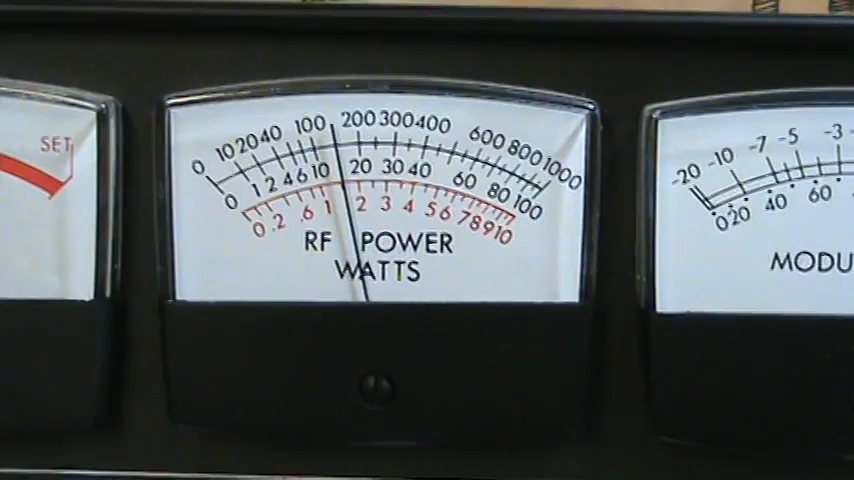 SET
0 10 20 40 100 200 300 400 600 800 1000
0 1 2 4 6 10 20 30 40 60 80 100
0 .2 .6 1 2 3 4 5 6 7 8 9 10
RF POWER
WATTS
-20 -10 -7 -5 -3
0 20 40 60
MODU